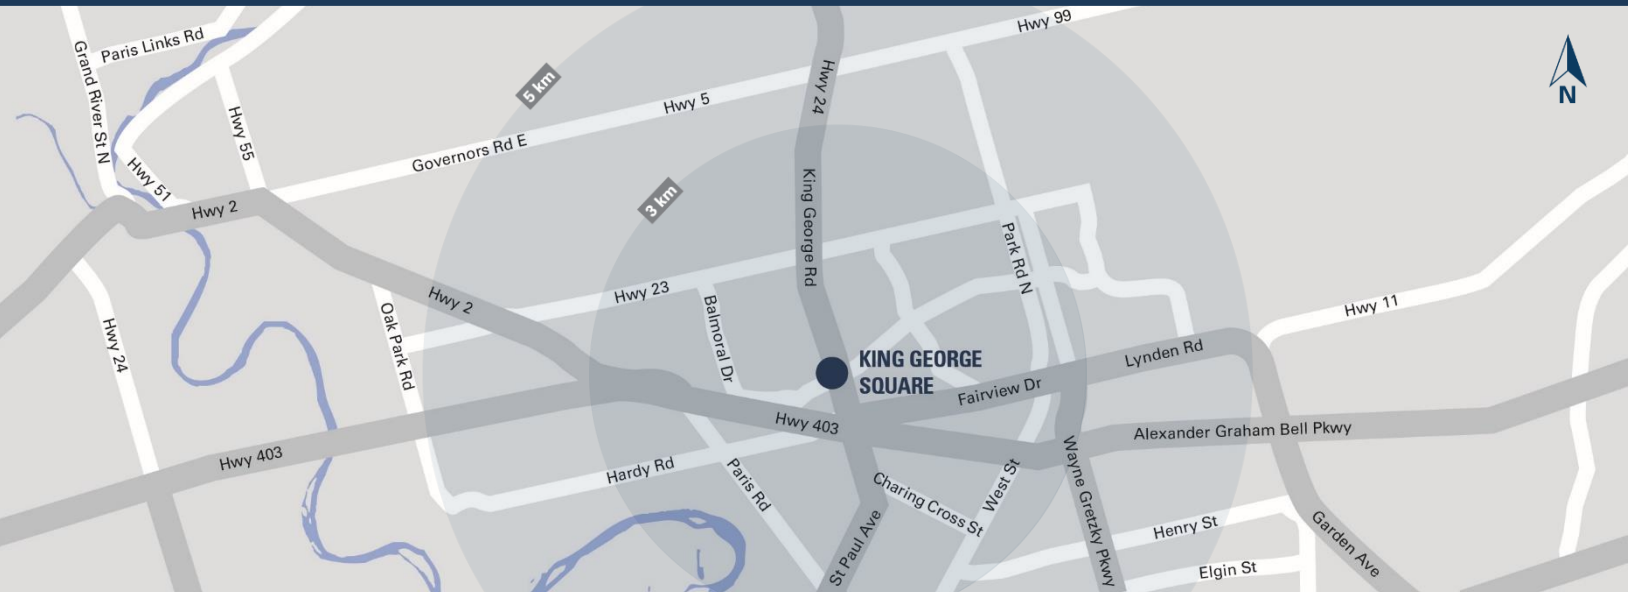 Hwy 99
Paris Links Rd
Grand River St N
5 km
Hwy 24
N
Hwy 5
Hwy 55
Governors Rd E
Hwy 51
3 km
King George Rd
Hwy 2
Park Rd N
Hwy 23
Hwy 2
Balmoral Dr
Oak Park Rd
Hwy 11
Hwy 24
KING GEORGE
SQUARE
Lynden Rd
Fairview Dr
Hwy 403
Alexander Graham Bell Pkwy
Hwy 403
Hardy Rd
Paris Rd
Charing Cross St
West St
Wayne Gretzky Pkwy
St Paul Ave
Henry St
Garden Ave
Elgin St